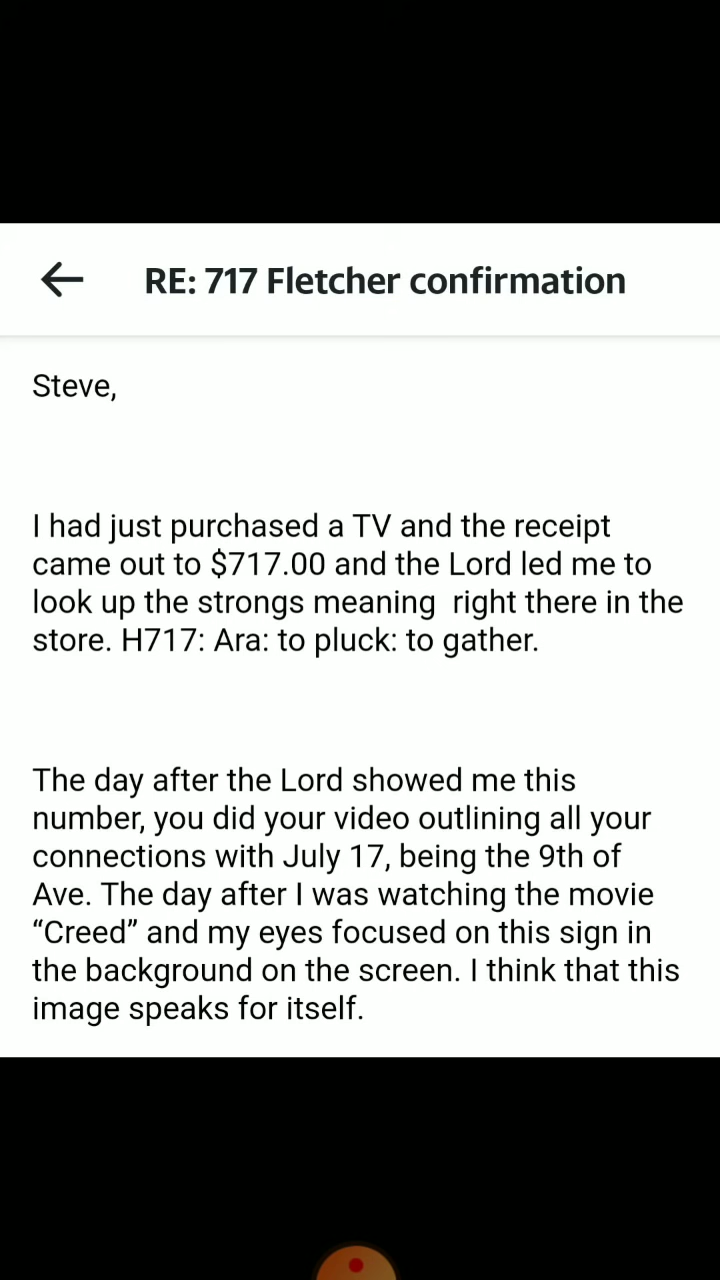 RE: 717 Fletcher confirmation
Steve,
I had just purchased a TV and the receipt
came out to $717.00 and the Lord led me to
look up the strongs meaning  right there in the
store. H717: Ara: to pluck: to gather.
The day after the Lord showed me this
number, you did your video outlining all your
connections with July 17, being the 9th of
Ave. The day after I was watching the movie
“Creed” and my eyes focused on this sign in
the background on the screen. I think that this
image speaks for itself.